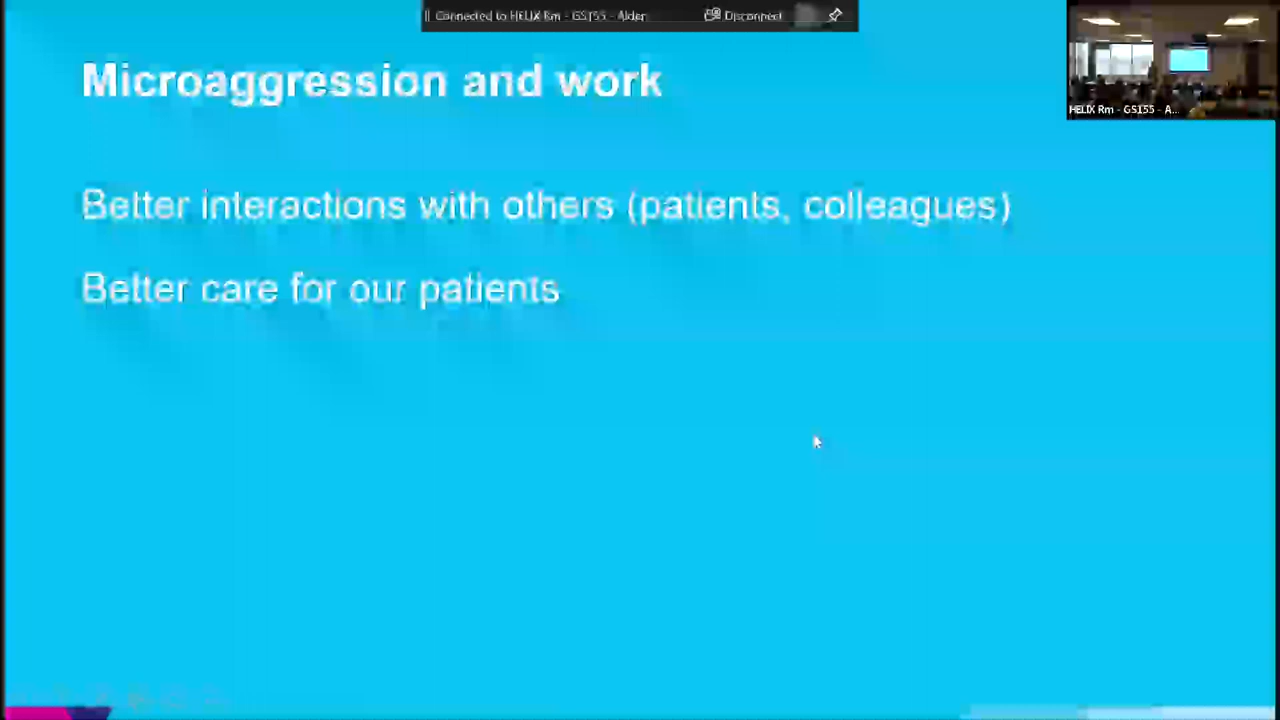 Connected to HELIX Rm - GS155 - Alder
Disconnect
HELIX Rm - GS155 - A...
Microaggression and work
Better interactions with others (patients, colleagues)
Better care for our patients